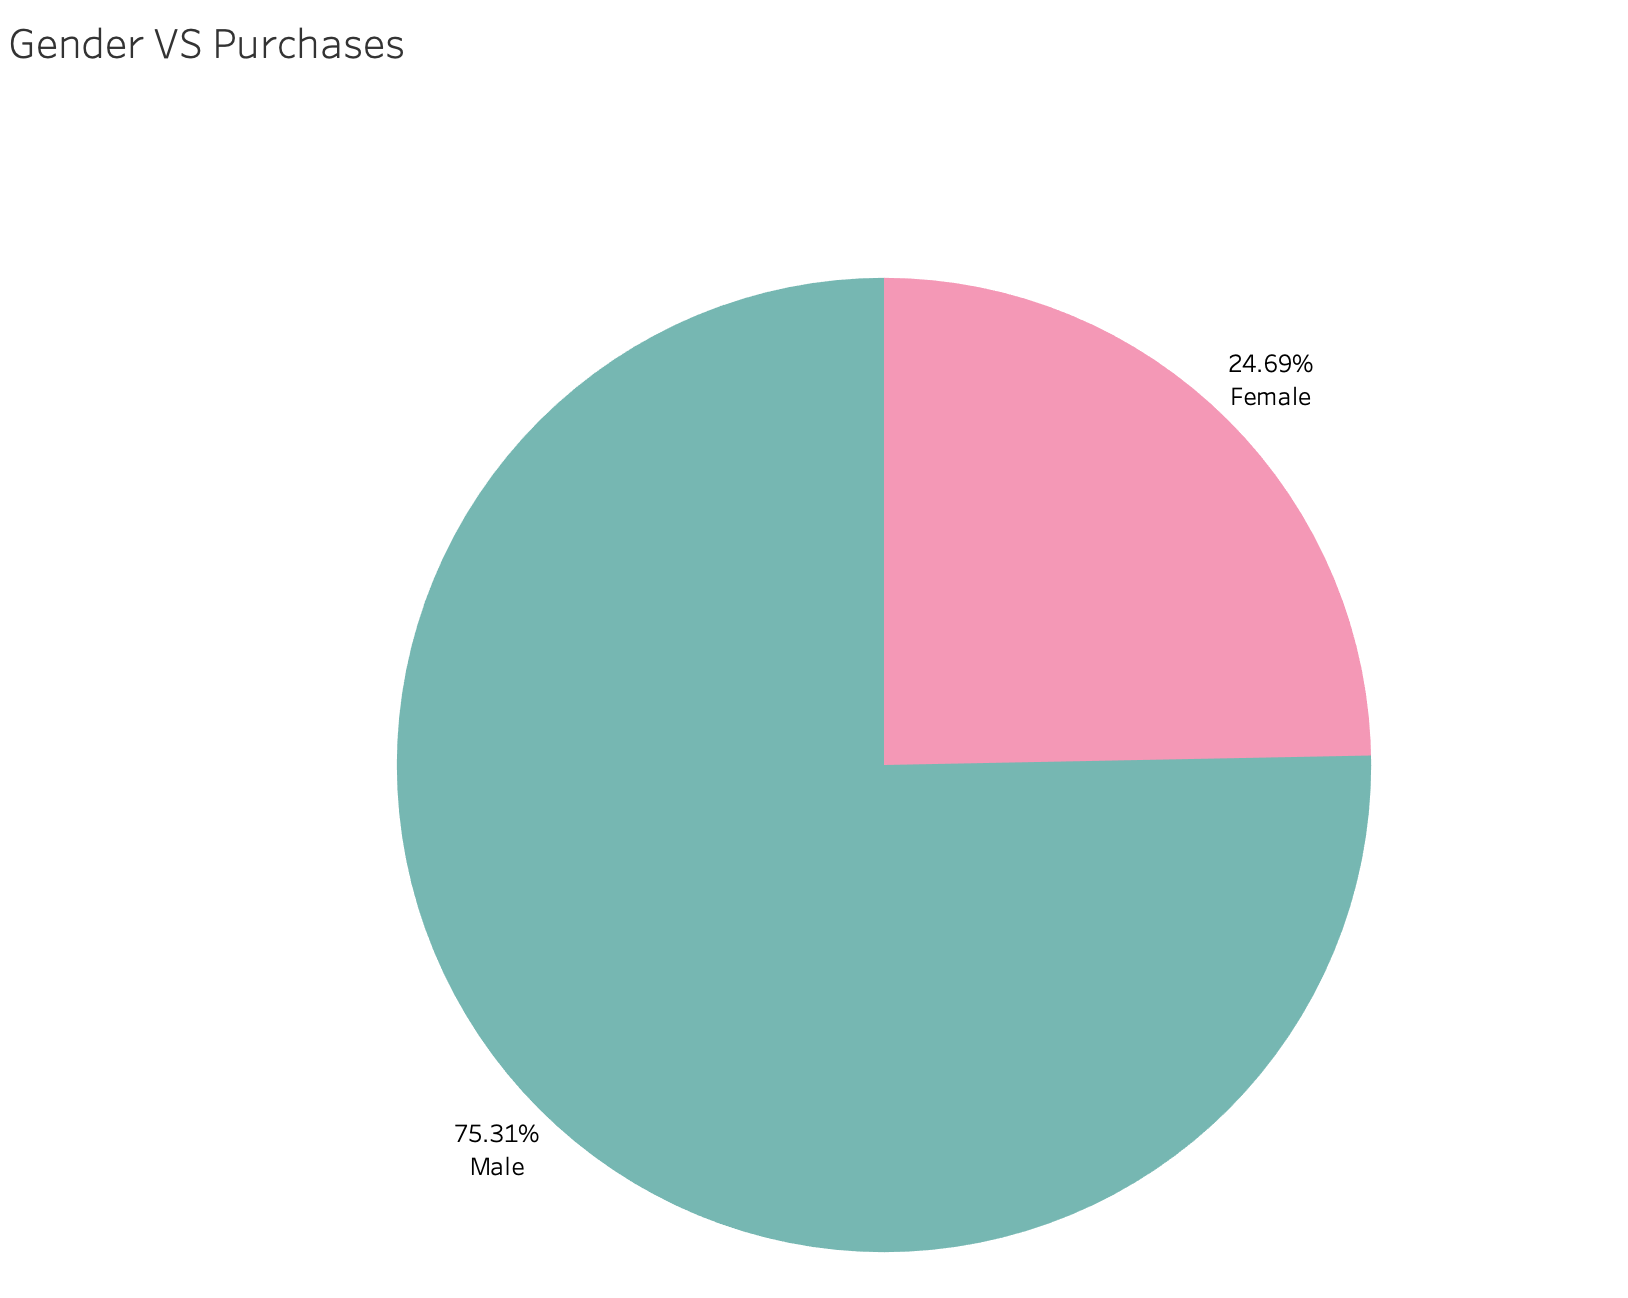 Gender VS Purchases
24.69%
Female
75.31%
Male